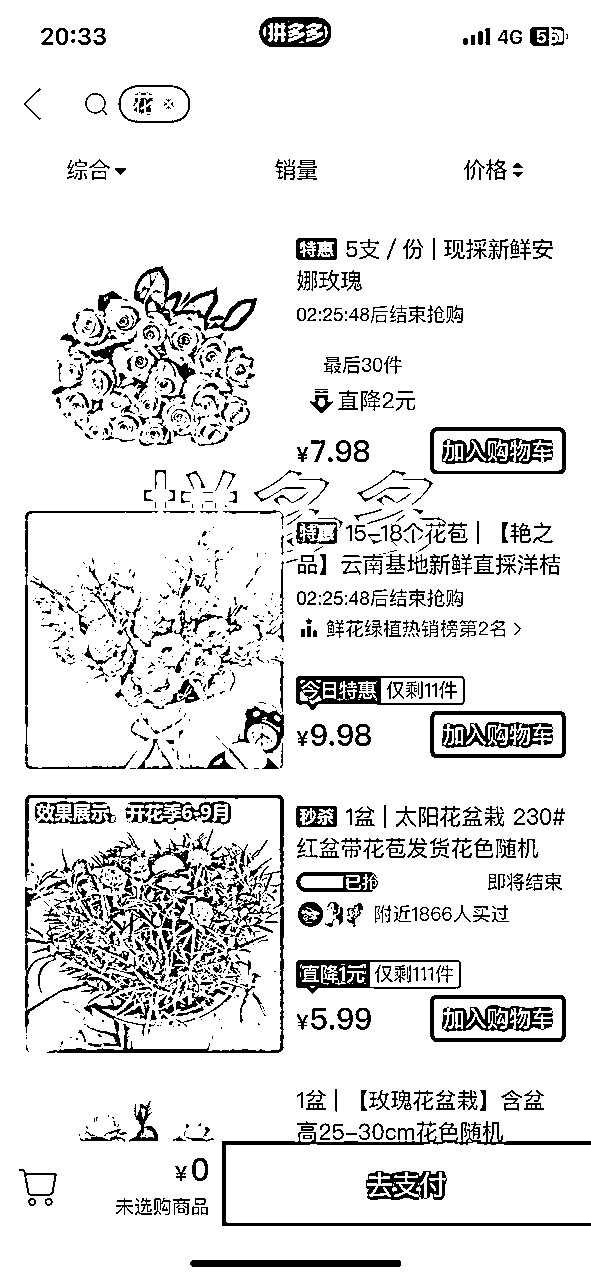 20:33
拼多多
4G
花
综合
销量
价格
特惠 5支 / 份 | 现採新鲜安
娜玫瑰
02:25:48后结束抢购
最后30件
直降2元
¥7.98
加入购物车
拼多多
特惠 15-18个花苞 | 【艳之
品】云南基地新鲜直採洋桔
02:25:48后结束抢购
鲜花绿植热销榜第2名
今日特惠 仅剩11件
¥9.98
加入购物车
效果展示，开花季6-9月
秒杀 1盆 | 太阳花盆栽 230#
红盆带花苞发货花色随机
已抢
即将结束
附近1866人买过
直降1元 仅剩111件
¥5.99
加入购物车
1盆 | 【玫瑰花盆栽】含盆
高25-30cm花色随机
¥0
未选购商品
去支付